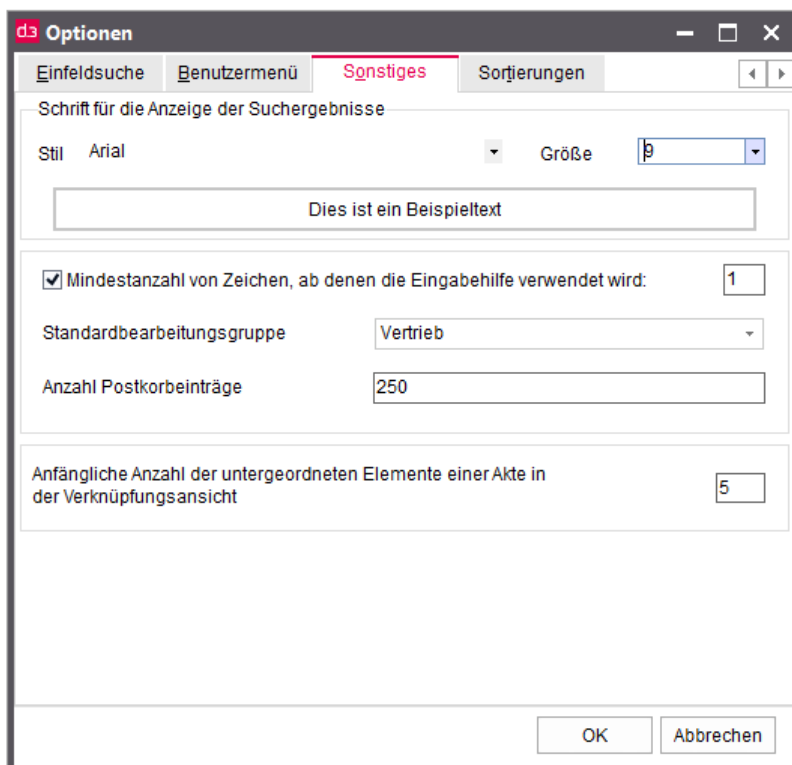 d3 Optionen
Einfeldsuche Benutzermenü Sonstiges Sortierungen
Schrift für die Anzeige der Suchergebnisse
Stil Arial Größe 9
Dies ist ein Beispieltext
Mindestanzahl von Zeichen, ab denen die Eingabehilfe verwendet wird: 1
Standardbearbeitungsgruppe Vertrieb
Anzahl Postkorbeinträge 250
Anfängliche Anzahl der untergeordneten Elemente einer Akte in
der Verknüpfungsansicht 5
OK Abbrechen